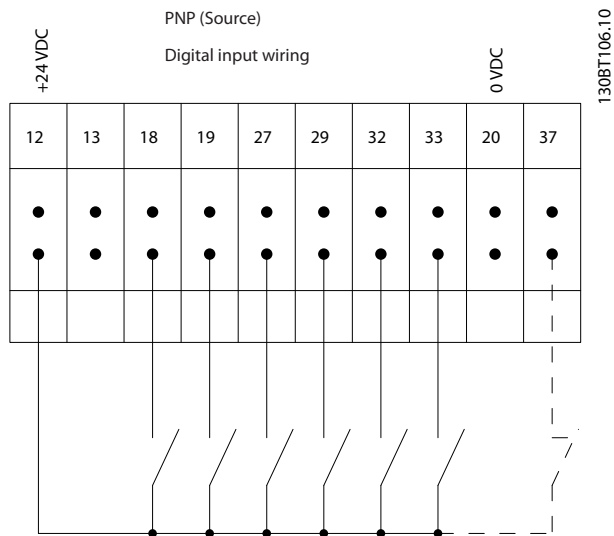 PNP (Source)
Digital input wiring
+24 VDC
0 VDC
130BT106.10
12 13 18 19 27 29 32 33 20 37